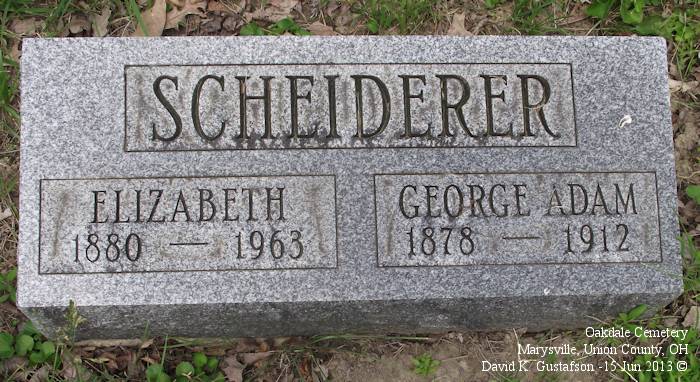 SCHEIDERER
ELIZABETH
1880 — 1963
GEORGE ADAM
1878 — 1912
Oakdale Cemetery
Marysville, Union County, OH
David K. Gustafson -15 Jun 2013 ©